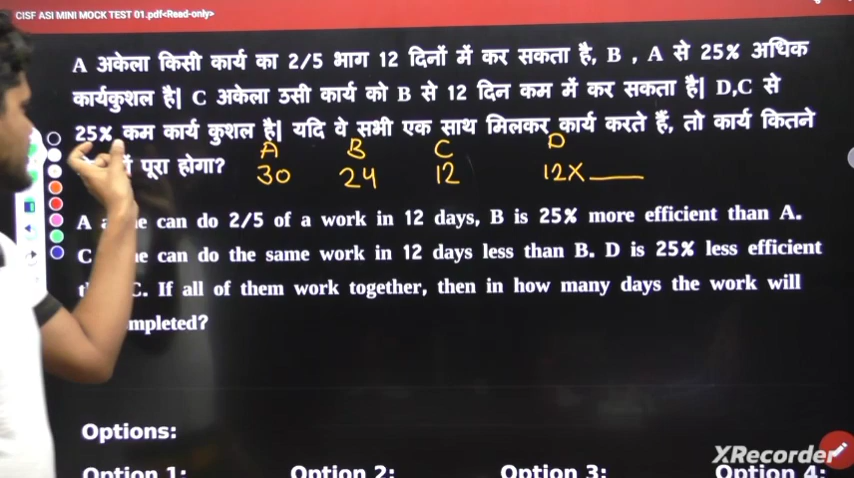 CISF ASI MINI MOCK TEST 01.pdf<Read-only>
A अकेला किसी कार्य का 2/5 भाग 12 दिनों में कर सकता है, B , A से 25% अधिक
कार्यकुशल है| C अकेला उसी कार्य को B से 12 दिन कम में कर सकता है| D,C से
25% कम कार्य कुशल है| यदि वे सभी एक साथ मिलकर कार्य करते हैं, तो कार्य कितने
पूरा होगा?
A B C D
30 24 12 12X
A can do 2/5 of a work in 12 days, B is 25% more efficient than A.
C can do the same work in 12 days less than B. D is 25% less efficient
C. If all of them work together, then in how many days the work will
mpleted?
Options:
Option 1: Option 2: Option 3: Option 4:
XRecorder